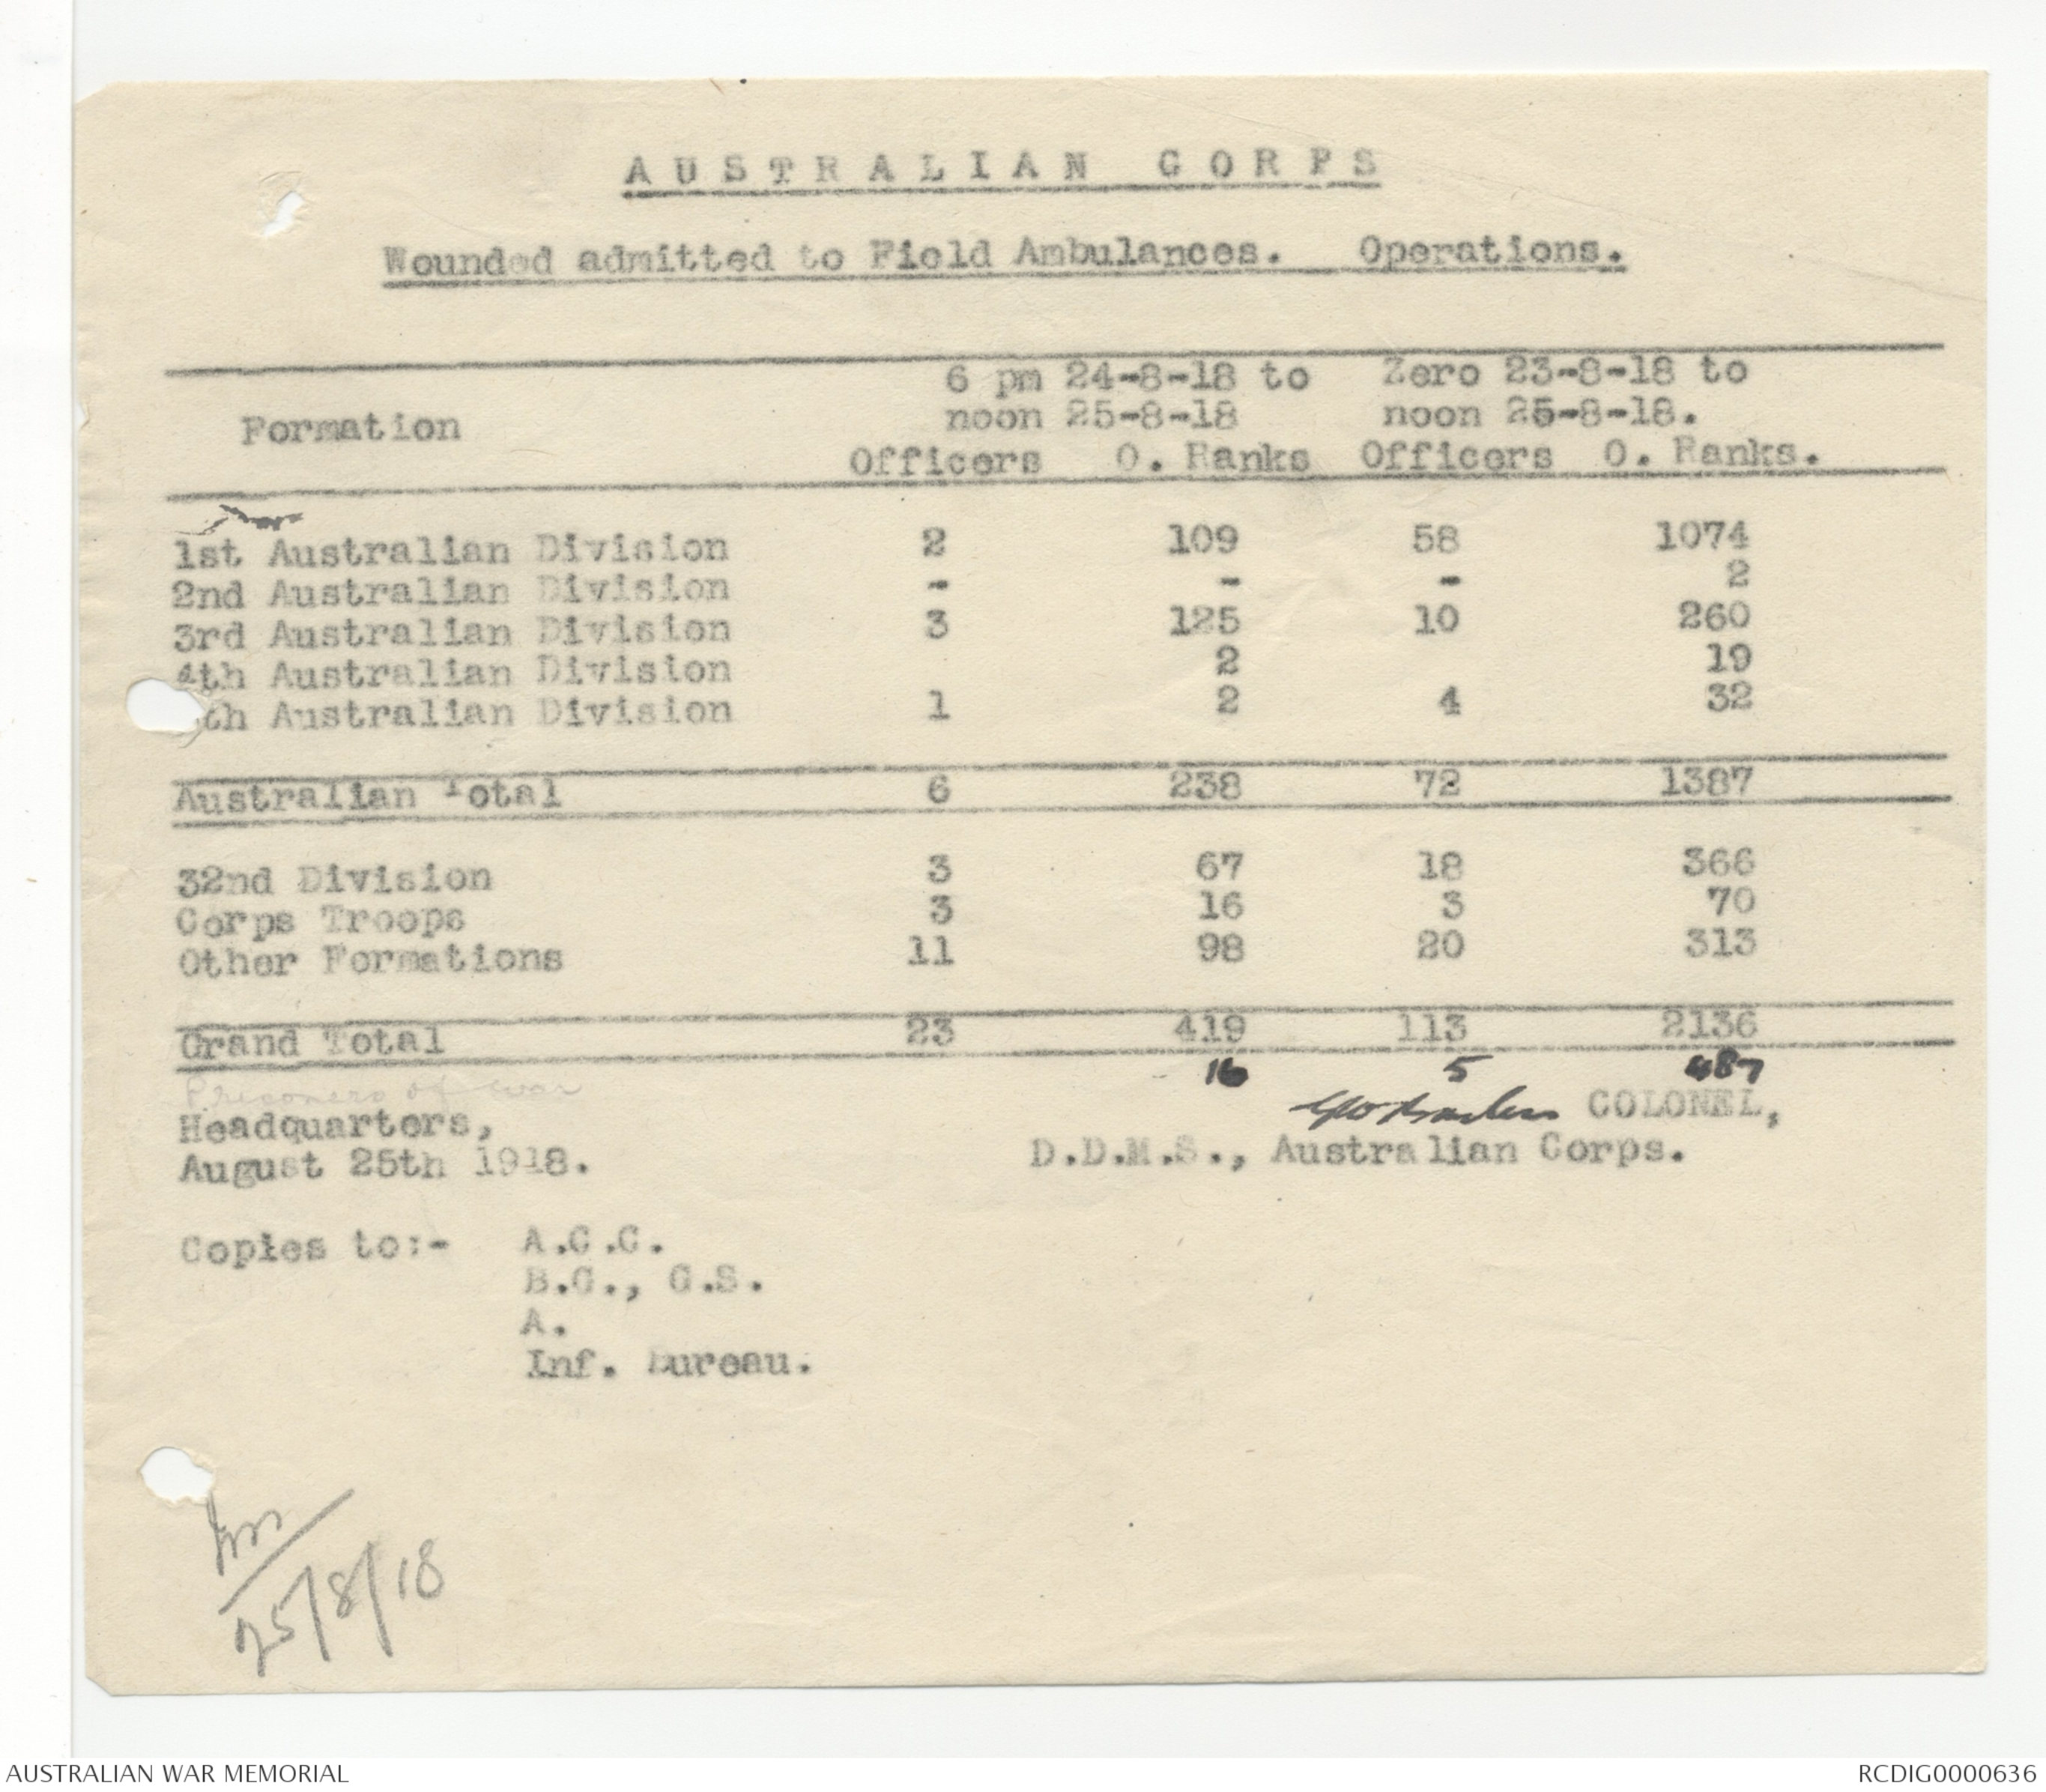 AUSTRALIAN CORPS
Wounded admitted to Field Ambulances. Operations.
6 pm 24-8-18 to Zero 23-8-18 to
Formation noon 25-8-18 noon 25-8-18.
Officers O. Ranks Officers O. Ranks.
1st Australian Division 2 109 58 1074
2nd Australian Division - - - 2
3rd Australian Division 3 125 10 260
4th Australian Division 2 19
th Australian Division 1 2 4 32
Australian Total 6 238 72 1387
32nd Division 3 67 18 366
Corps Troops 3 16 3 70
Other Formations 11 98 20 313
Grand Total 23 419 113 2136
Prisoners of war 16 5 487
COLONEL,
Headquarters,
August 25th 1918. D.D.M.S., Australian Corps.
Copies to:- A.C.C.
B.G., G.S.
A.
Inf. Bureau.
25/8/18
AUSTRALIAN WAR MEMORIAL RCDIG0000636